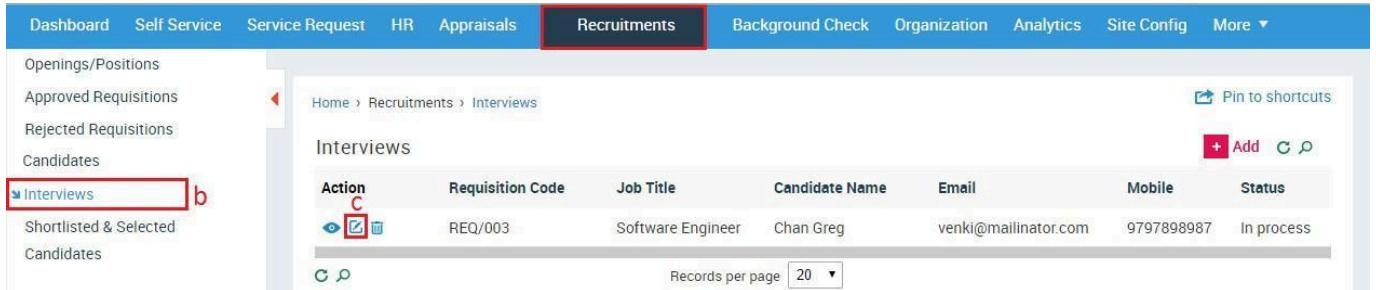 Dashboard Self Service Service Request HR Appraisals Recruitments Background Check Organization Analytics Site Config More ▼
Openings/Positions
Approved Requisitions
Rejected Requisitions
Candidates
Interviews b
Shortlisted & Selected
Candidates
Home › Recruitments › Interviews
Pin to shortcuts
Interviews
+ Add
Action Requisition Code Job Title Candidate Name Email Mobile Status
c
REQ/003 Software Engineer Chan Greg venki@mailinator.com 9797898987 In process
Records per page 20 ▼